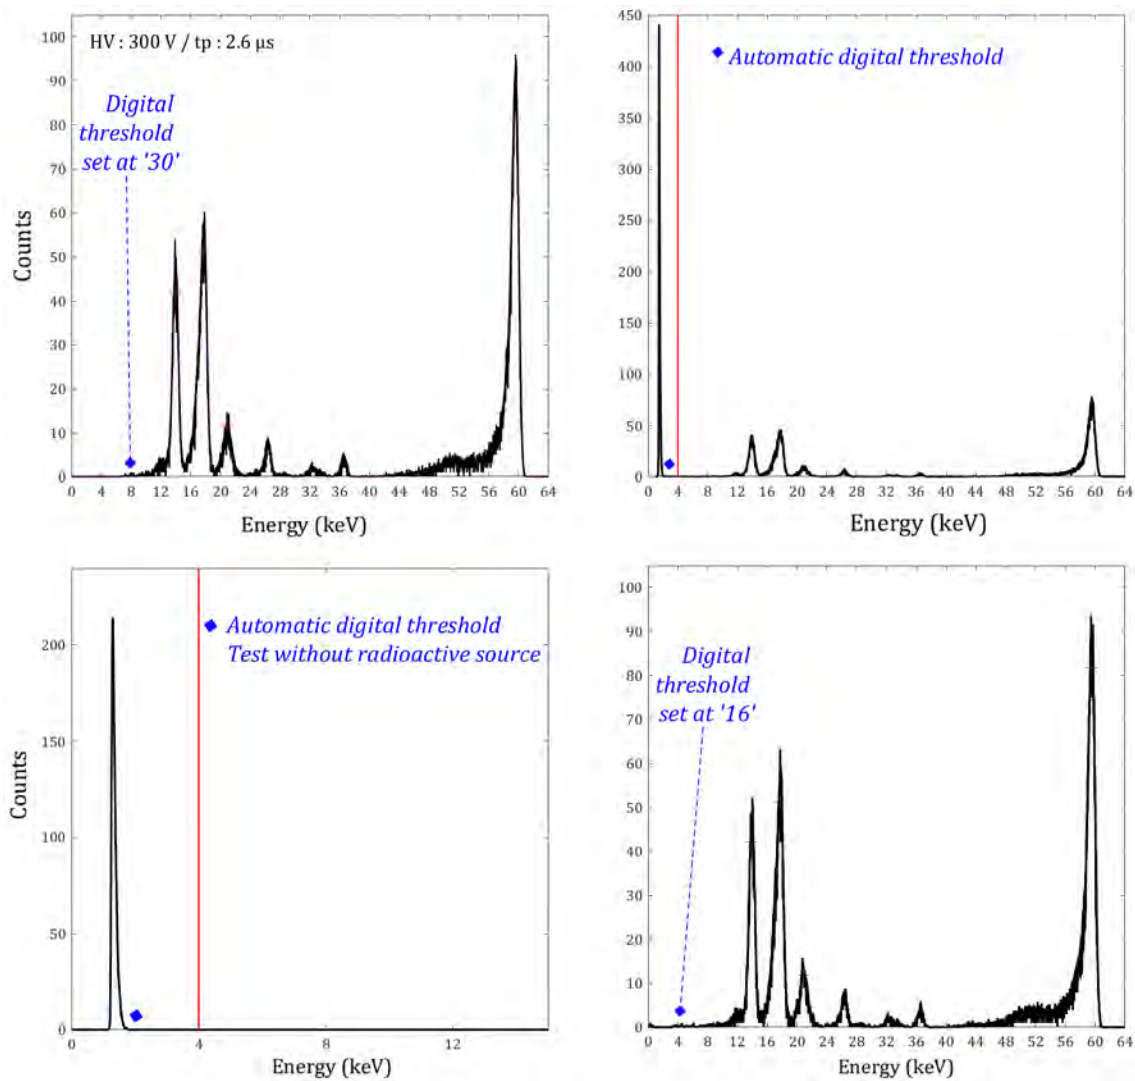 HV : 300 V / tp : 2.6 µs
Digital
threshold
set at '30'
Counts
100
90
80
70
60
50
40
30
20
10
0
0 4 8 12 16 20 24 28 32 36 40 44 48 52 56 60 64
Energy (keV)
Automatic digital threshold
450
400
350
300
250
200
150
100
50
0
0 4 8 12 16 20 24 28 32 36 40 44 48 52 56 60 64
Energy (keV)
Automatic digital threshold
Test without radioactive source
Counts
200
150
100
50
0
0 4 8 12
Energy (keV)
Digital
threshold
set at '16'
100
90
80
70
60
50
40
30
20
10
0
0 4 8 12 16 20 24 28 32 36 40 44 48 52 56 60 64
Energy (keV)